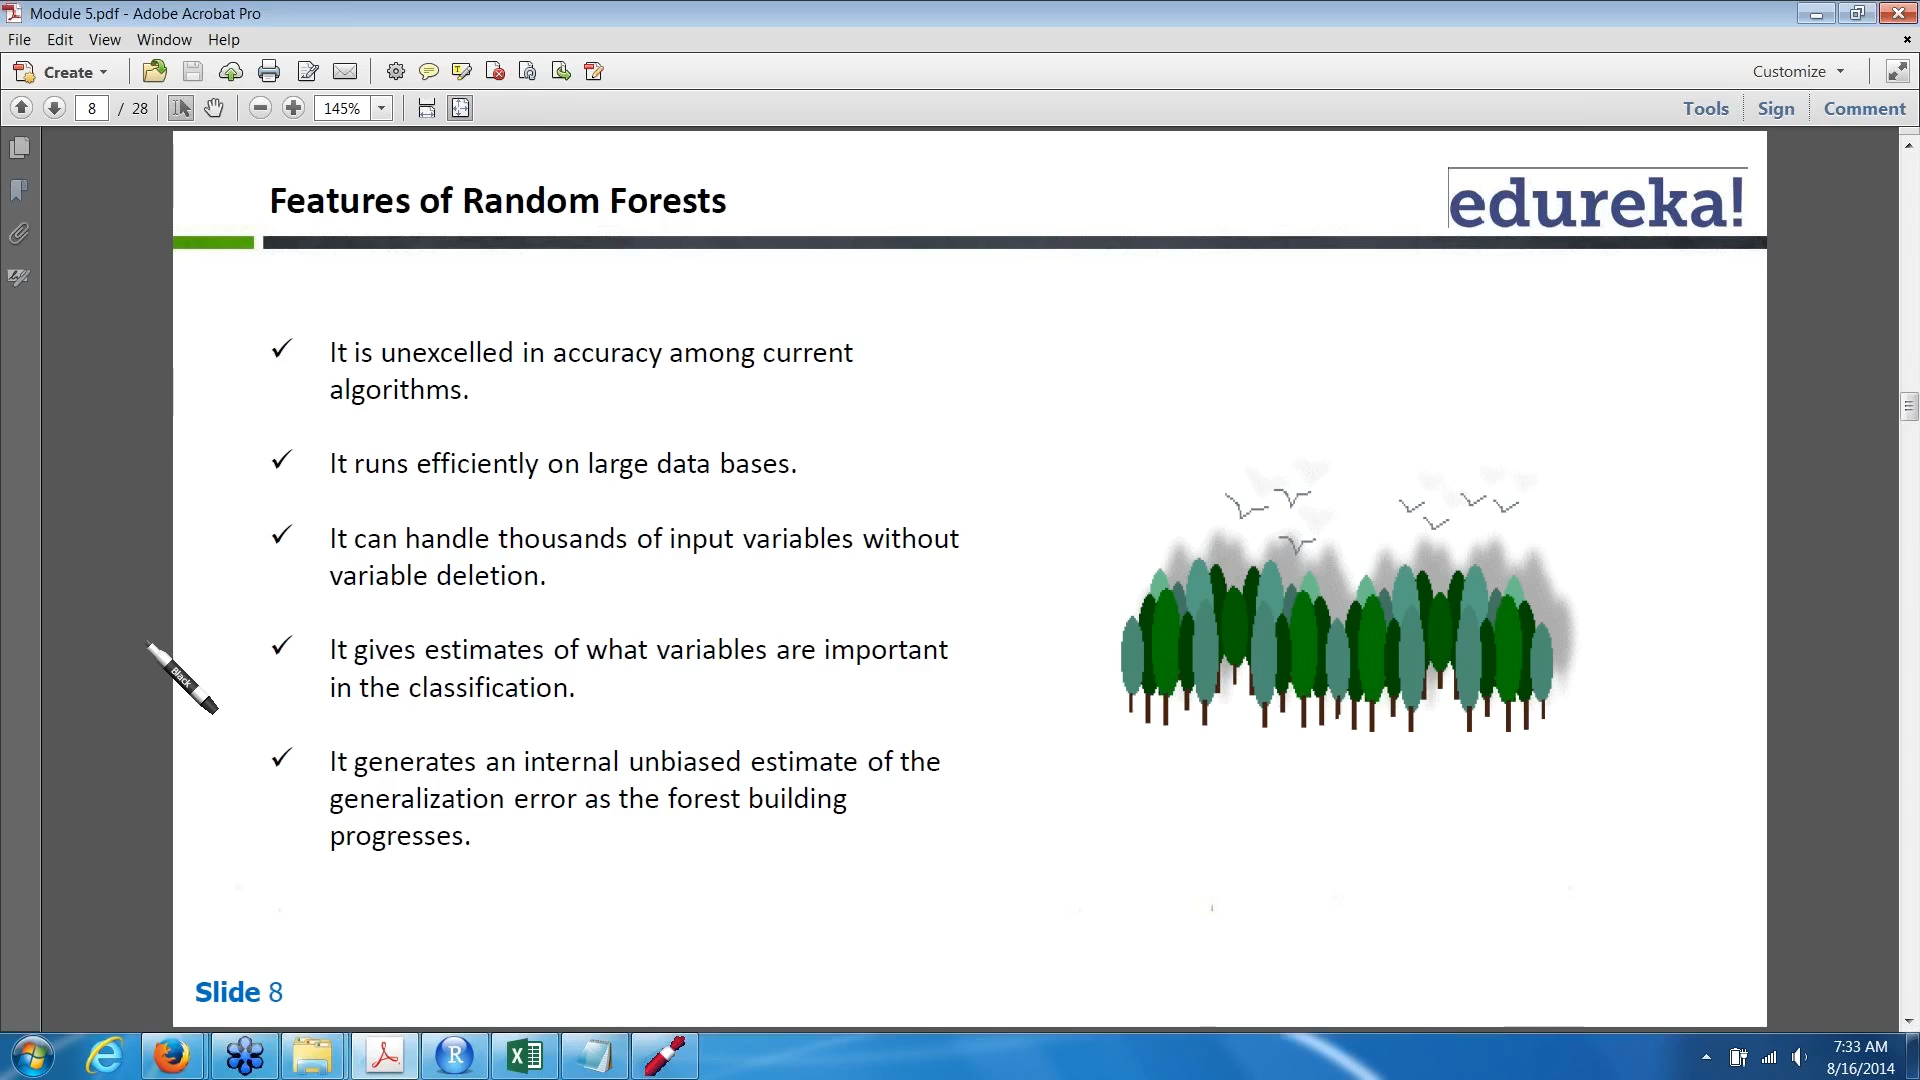 Module 5.pdf - Adobe Acrobat Pro
File Edit View Window Help
Create
Customize
8 / 28 145%
Tools Sign Comment
Features of Random Forests
edureka!
It is unexcelled in accuracy among current
algorithms.
It runs efficiently on large data bases.
It can handle thousands of input variables without
variable deletion.
It gives estimates of what variables are important
in the classification.
Black
It generates an internal unbiased estimate of the
generalization error as the forest building
progresses.
Slide 8
7:33 AM
8/16/2014